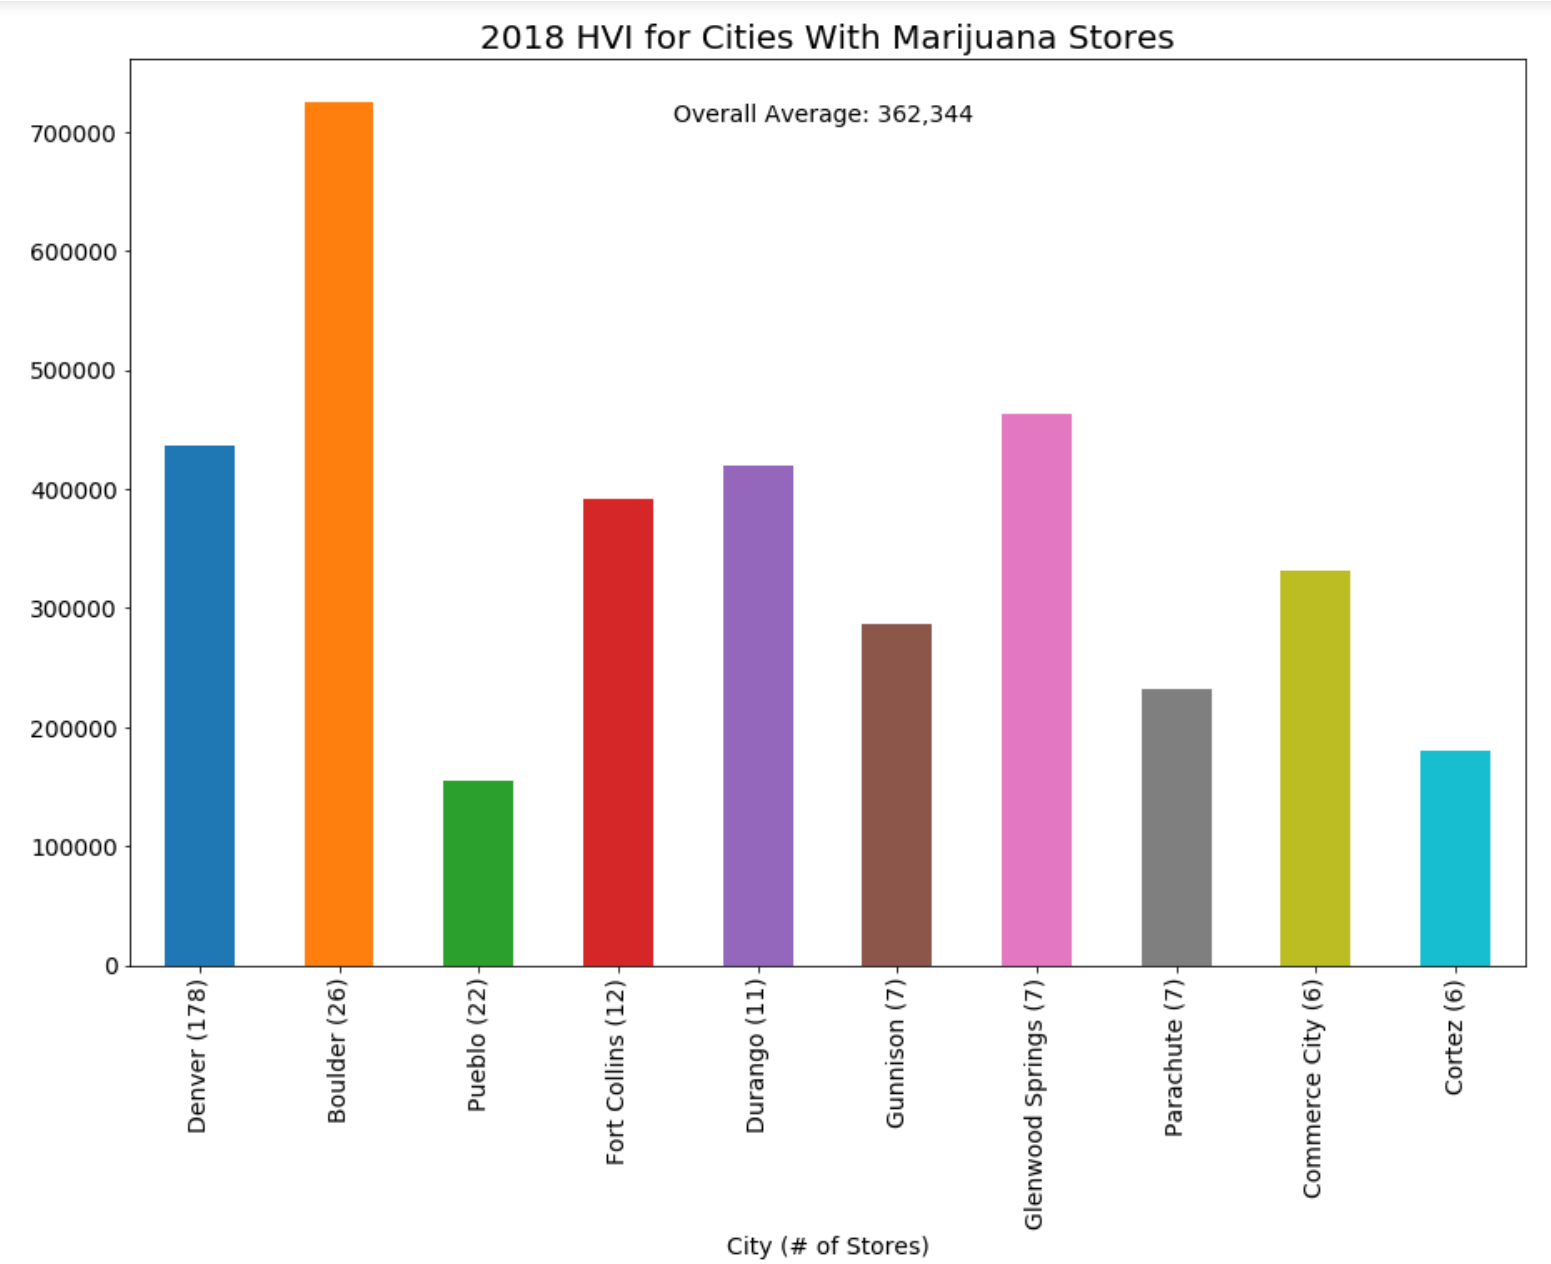 2018 HVI for Cities With Marijuana Stores
Overall Average: 362,344
700000
600000
500000
400000
300000
200000
100000
0
Denver (178)
Boulder (26)
Pueblo (22)
Fort Collins (12)
Durango (11)
Gunnison (7)
Glenwood Springs (7)
Parachute (7)
Commerce City (6)
Cortez (6)
City (# of Stores)